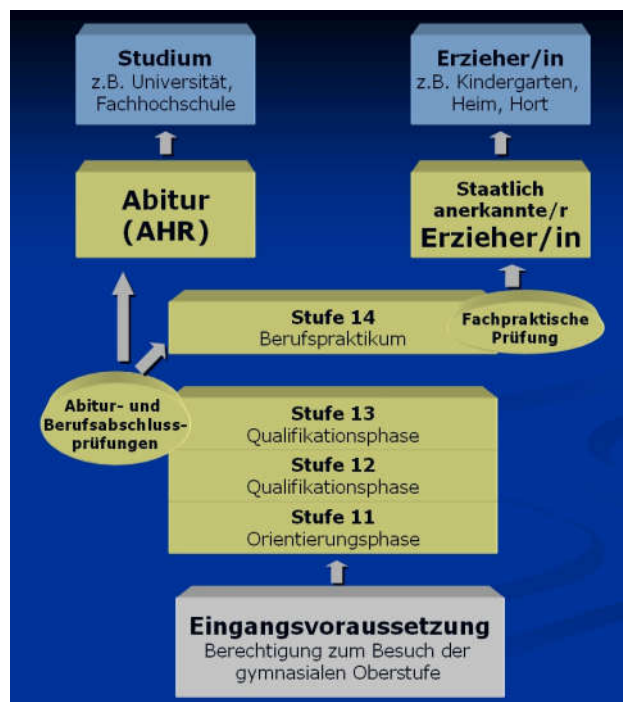 Studium
z.B. Universität,
Fachhochschule
Erzieher/in
z.B. Kindergarten,
Heim, Hort
Abitur
(AHR)
Staatlich
anerkannte/r
Erzieher/in
Stufe 14
Berufspraktikum
Fachpraktische
Prüfung
Abitur- und
Berufsabschluss-
prüfungen
Stufe 13
Qualifikationsphase
Stufe 12
Qualifikationsphase
Stufe 11
Orientierungsphase
Eingangsvoraussetzung
Berechtigung zum Besuch der
gymnasialen Oberstufe